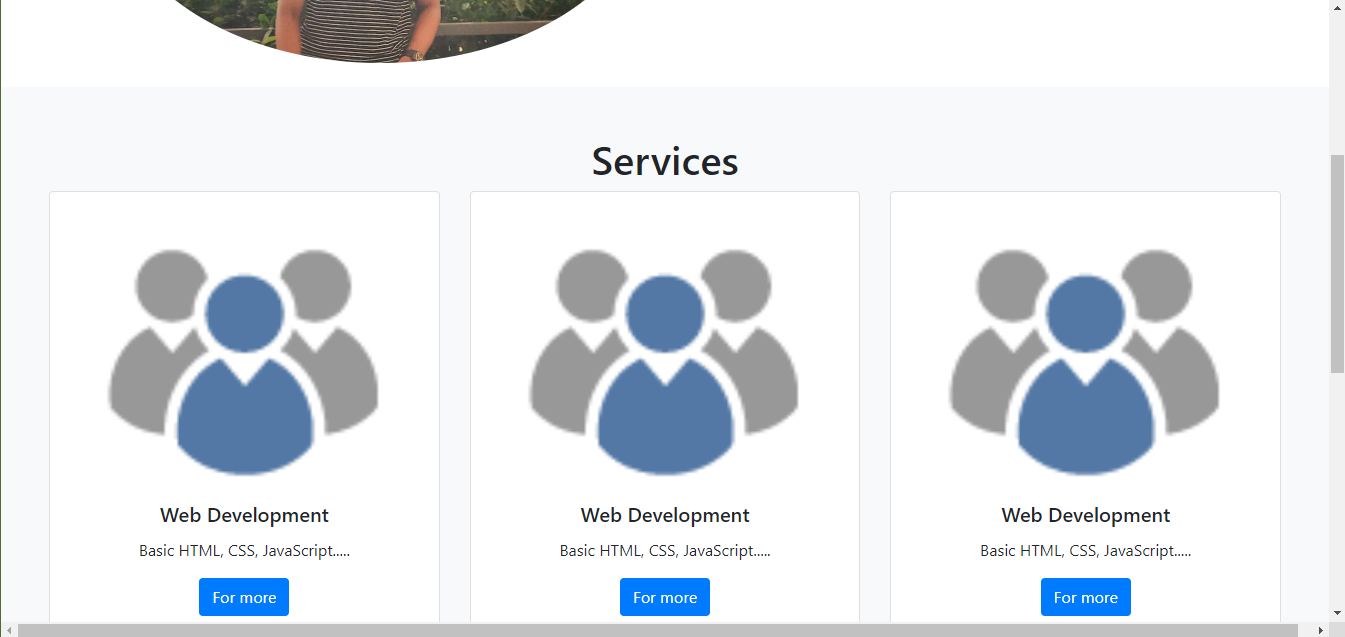 Services
Web Development Web Development Web Development
Basic HTML, CSS, JavaScript..... Basic HTML, CSS, JavaScript..... Basic HTML, CSS, JavaScript.....
For more For more For more